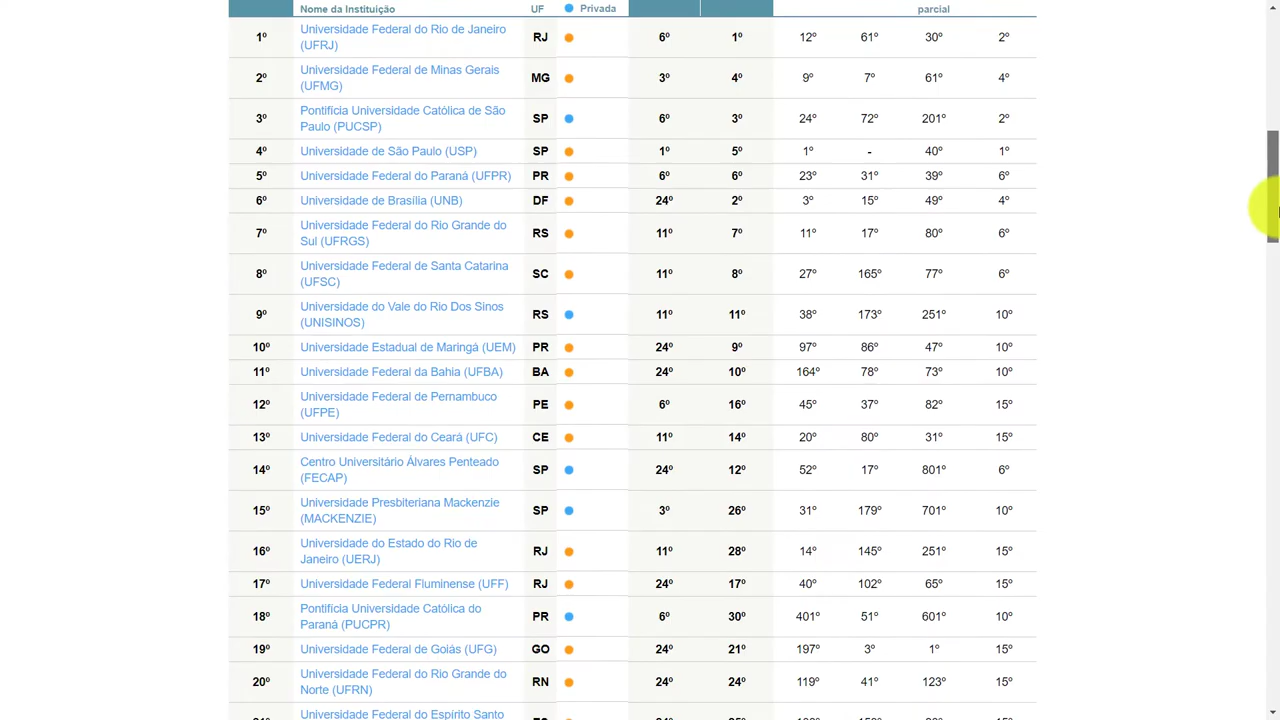 Nome da Instituição UF Privada parcial
1º Universidade Federal do Rio de Janeiro (UFRJ) RJ 6º 1º 12º 61º 30º 2º
2º Universidade Federal de Minas Gerais (UFMG) MG 3º 4º 9º 7º 61º 4º
3º Pontifícia Universidade Católica de São Paulo (PUCSP) SP 6º 3º 24º 72º 201º 2º
4º Universidade de São Paulo (USP) SP 1º 5º 1º - 40º 1º
5º Universidade Federal do Paraná (UFPR) PR 6º 6º 23º 31º 39º 6º
6º Universidade de Brasília (UNB) DF 24º 2º 3º 15º 49º 4º
7º Universidade Federal do Rio Grande do Sul (UFRGS) RS 11º 7º 11º 17º 80º 6º
8º Universidade Federal de Santa Catarina (UFSC) SC 11º 8º 27º 165º 77º 6º
9º Universidade do Vale do Rio Dos Sinos (UNISINOS) RS 11º 11º 38º 173º 251º 10º
10º Universidade Estadual de Maringá (UEM) PR 24º 9º 97º 86º 47º 10º
11º Universidade Federal da Bahia (UFBA) BA 24º 10º 164º 78º 73º 10º
12º Universidade Federal de Pernambuco (UFPE) PE 6º 16º 45º 37º 82º 15º
13º Universidade Federal do Ceará (UFC) CE 11º 14º 20º 80º 31º 15º
14º Centro Universitário Álvares Penteado (FECAP) SP 24º 12º 52º 17º 801º 6º
15º Universidade Presbiteriana Mackenzie (MACKENZIE) SP 3º 26º 31º 179º 701º 10º
16º Universidade do Estado do Rio de Janeiro (UERJ) RJ 11º 28º 14º 145º 251º 15º
17º Universidade Federal Fluminense (UFF) RJ 24º 17º 40º 102º 65º 15º
18º Pontifícia Universidade Católica do Paraná (PUCPR) PR 6º 30º 401º 51º 601º 10º
19º Universidade Federal de Goiás (UFG) GO 24º 21º 197º 3º 1º 15º
20º Universidade Federal do Rio Grande do Norte (UFRN) RN 24º 24º 119º 41º 123º 15º
Universidade Federal do Espírito Santo